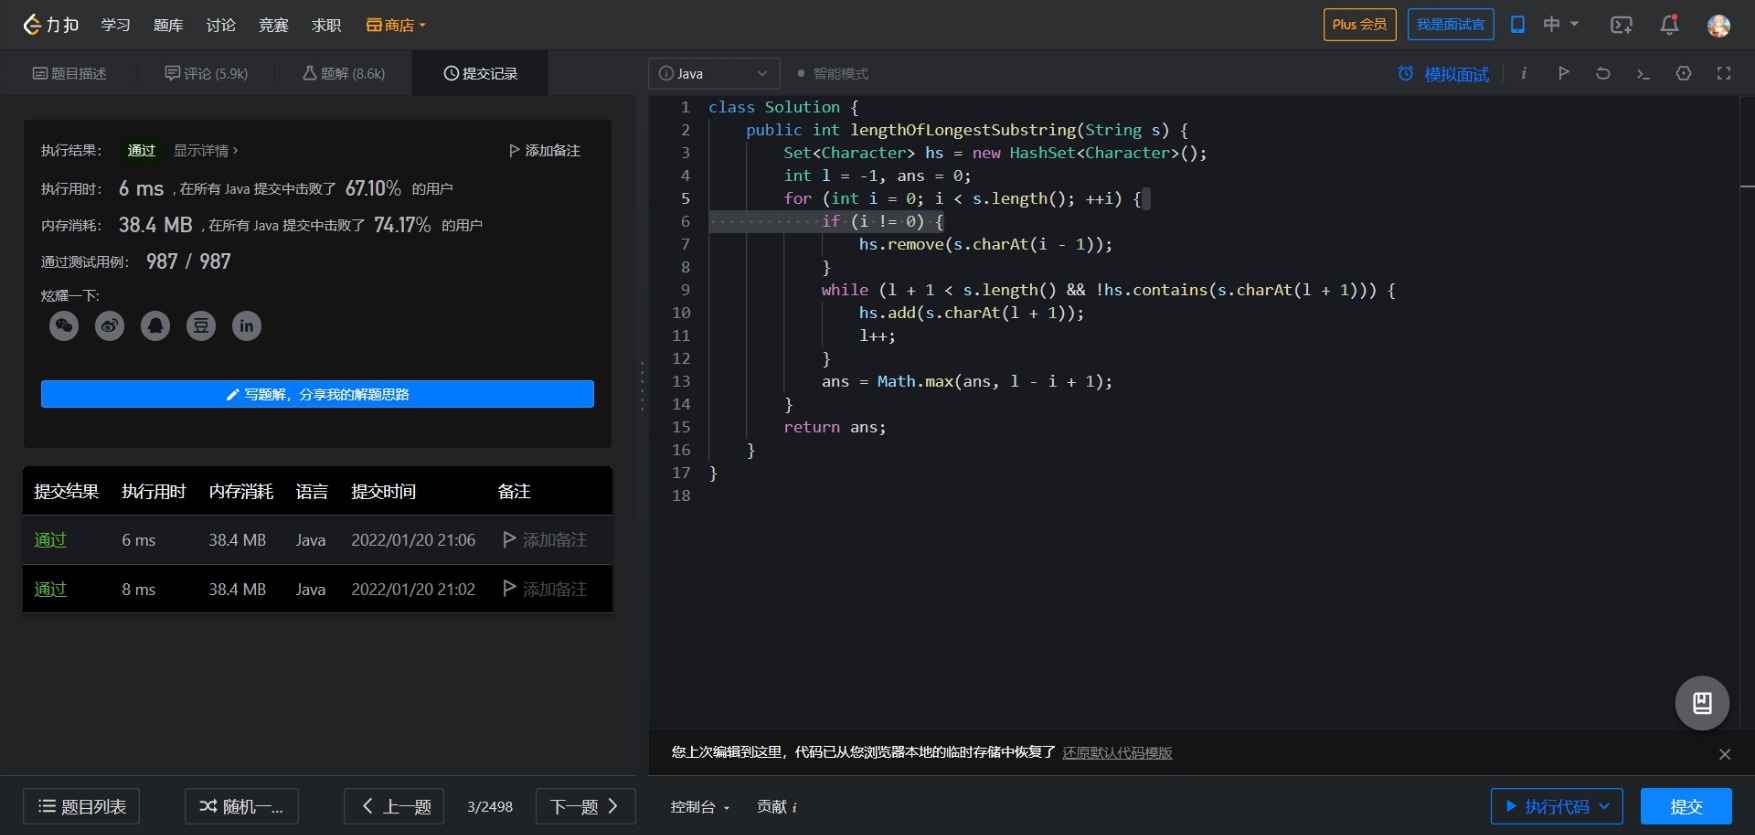 力扣 学习 题库 讨论 竞赛 求职 商店 Plus 会员 我是面试官 中
题目描述 评论 (5.9k) 题解 (8.6k) 提交记录 Java 智能模式 模拟面试
执行结果： 通过 显示详情 添加备注
执行用时： 6 ms ，在所有 Java 提交中击败了 67.10% 的用户
内存消耗： 38.4 MB ，在所有 Java 提交中击败了 74.17% 的用户
通过测试用例： 987 / 987
炫耀一下:
豆 in
写题解，分享我的解题思路
提交结果 执行用时 内存消耗 语言 提交时间 备注
通过 6 ms 38.4 MB Java 2022/01/20 21:06 添加备注
通过 8 ms 38.4 MB Java 2022/01/20 21:02 添加备注
1 class Solution {
2 public int lengthOfLongestSubstring(String s) {
3 Set<Character> hs = new HashSet<Character>();
4 int l = -1, ans = 0;
5 for (int i = 0; i < s.length(); ++i) {
6 if (i != 0) {
7 hs.remove(s.charAt(i - 1));
8 }
9 while (l + 1 < s.length() && !hs.contains(s.charAt(l + 1))) {
10 hs.add(s.charAt(l + 1));
11 l++;
12 }
13 ans = Math.max(ans, l - i + 1);
14 }
15 return ans;
16 }
17 }
18
您上次编辑到这里，代码已从您浏览器本地的临时存储中恢复了 还原默认代码模版
题目列表 随机一... 上一题 3/2498 下一题 控制台 贡献 i 执行代码 提交